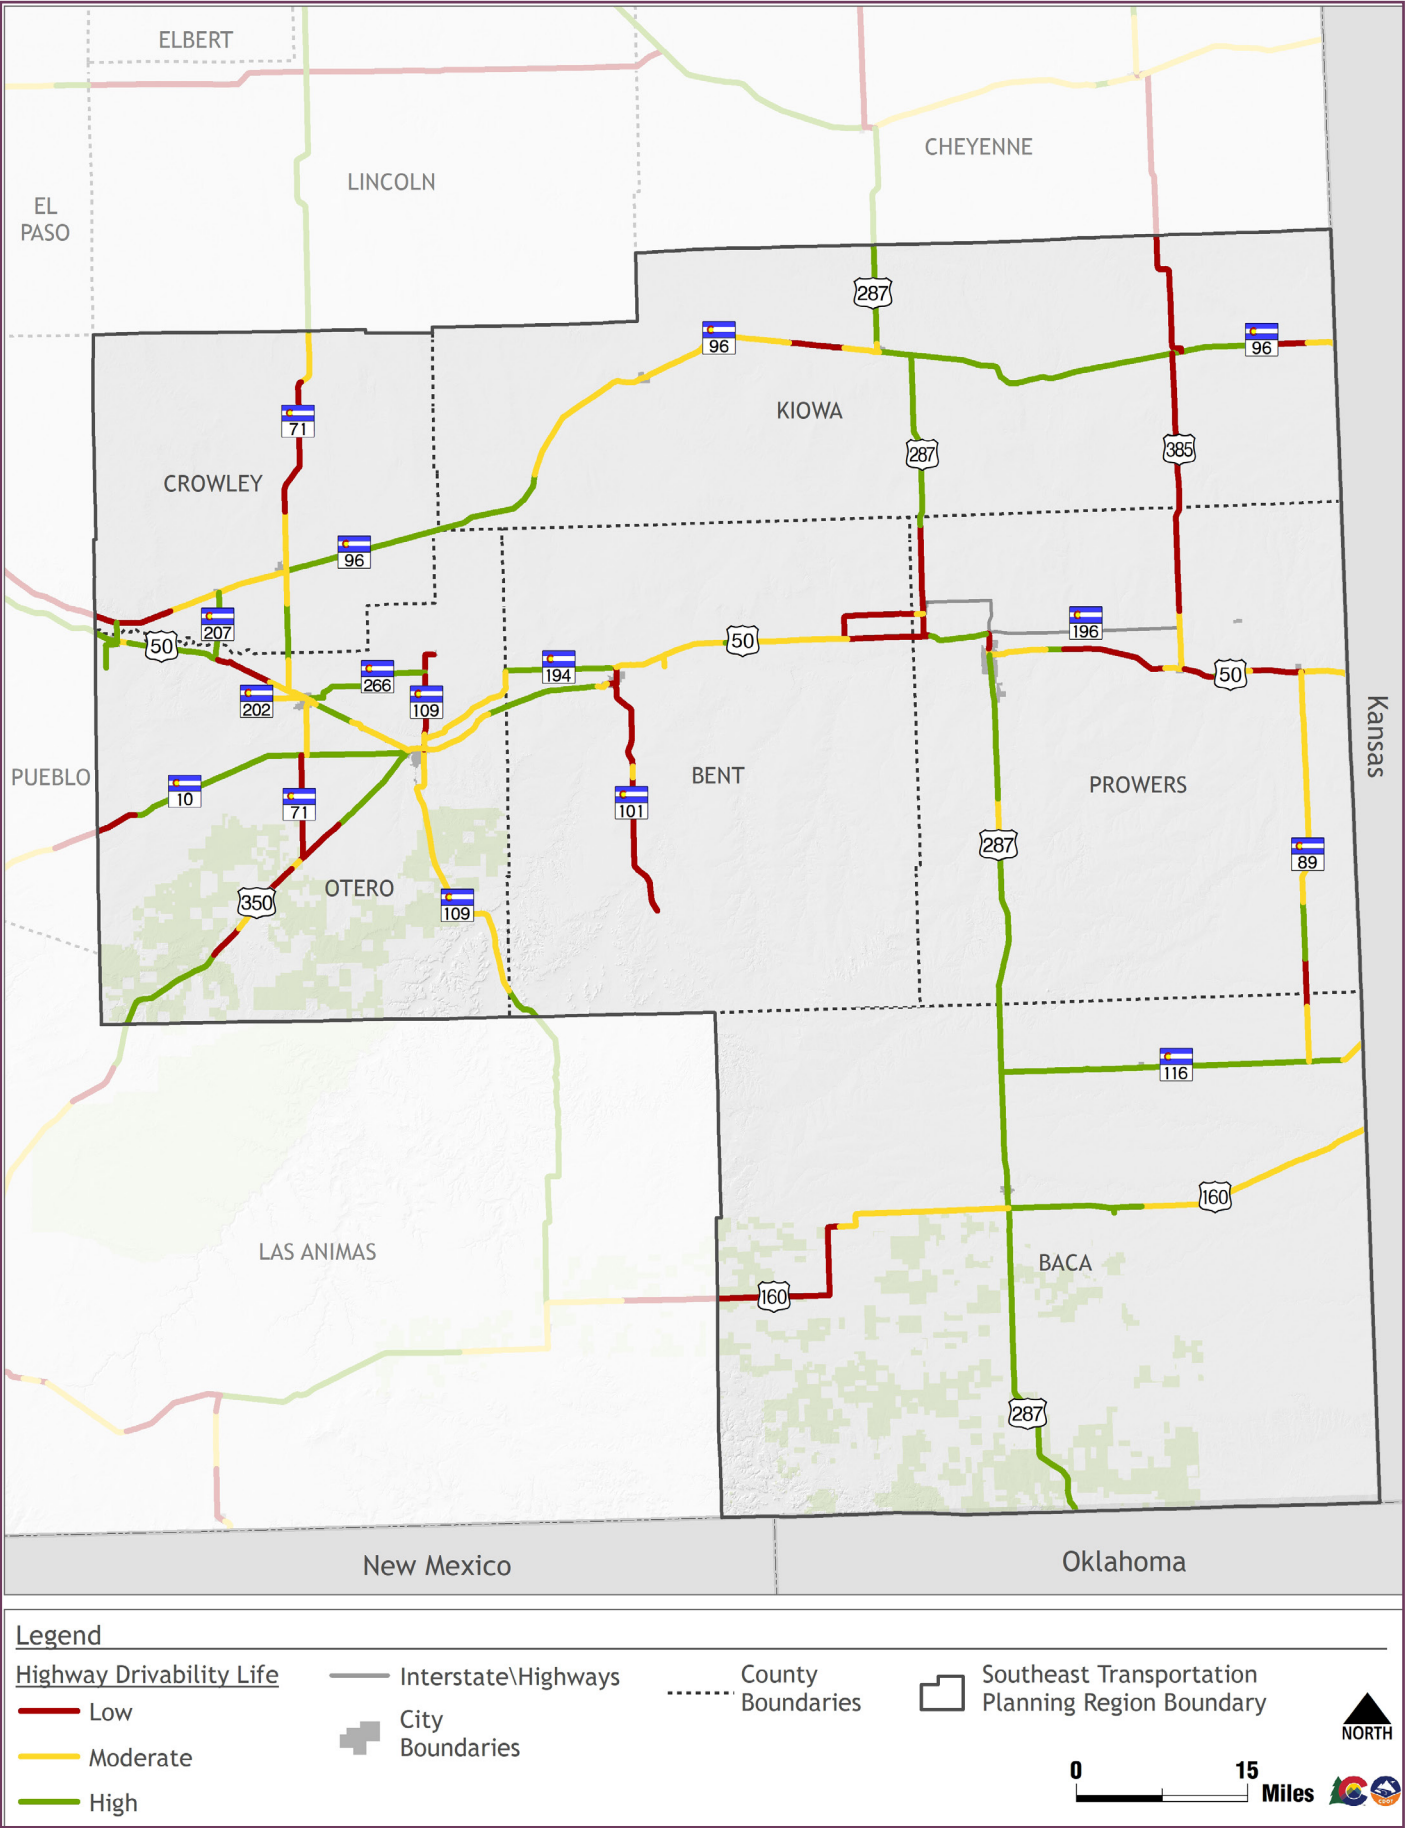 ELBERT
CHEYENNE
LINCOLN
EL
PASO
287
96
96
KIOWA
71
287
385
CROWLEY
96
207
196
50
50
194
266
50
202
109
Kansas
PUEBLO
BENT
PROWERS
10
71
101
287
89
OTERO
350
109
116
160
LAS ANIMAS
BACA
160
287
New Mexico
Oklahoma
Legend
Highway Drivability Life
Low
Moderate
High
Interstate\Highways
City
Boundaries
County
Boundaries
Southeast Transportation
Planning Region Boundary
NORTH
0 15
Miles